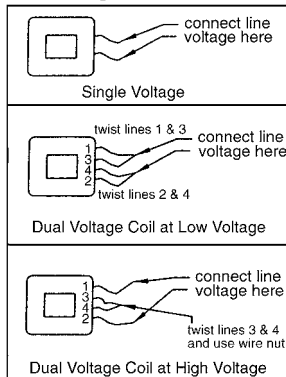 connect line
voltage here
Single Voltage
twist lines 1 & 3
1
3
4
2
connect line
voltage here
twist lines 2 & 4
Dual Voltage Coil at Low Voltage
1
3
4
2
connect line
voltage here
twist lines 3 & 4
and use wire nut
Dual Voltage Coil at High Voltage